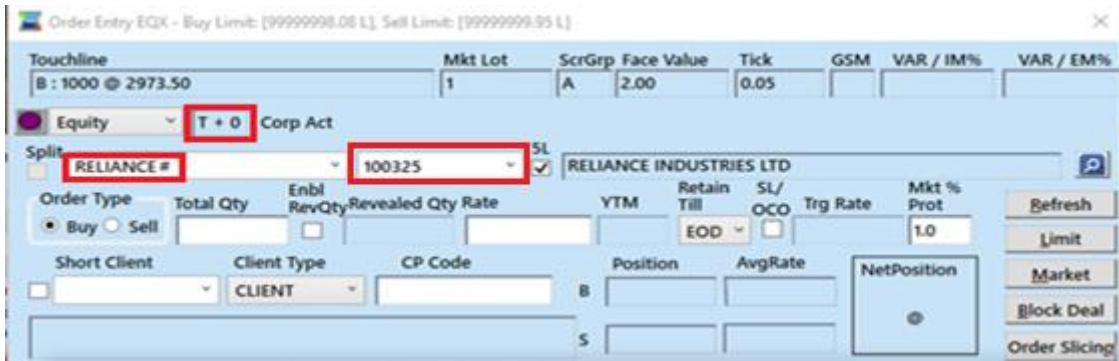 Order Entry EQX - Buy Limit: [99999998.08 L], Sell Limit: [99999999.95 L]
Touchline Mkt Lot ScrGrp Face Value Tick GSM VAR / IM% VAR / EM%
B : 1000 @ 2973.50 1 A 2.00 0.05
Equity T + 0 Corp Act
Split SL
RELIANCE # 100325 RELIANCE INDUSTRIES LTD
Order Type Total Qty Enbl RevQty Revealed Qty Rate YTM Retain Till SL/ OCO Trg Rate Mkt % Prot Refresh
Buy Sell EOD 1.0 Limit
Short Client Client Type CP Code Position AvgRate NetPosition Market
CLIENT B Block Deal
@
S Order Slicing